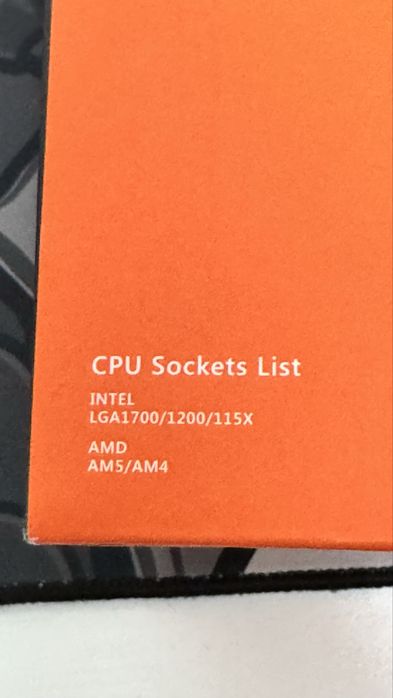 CPU Sockets List
INTEL
LGA1700/1200/115X
AMD
AM5/AM4